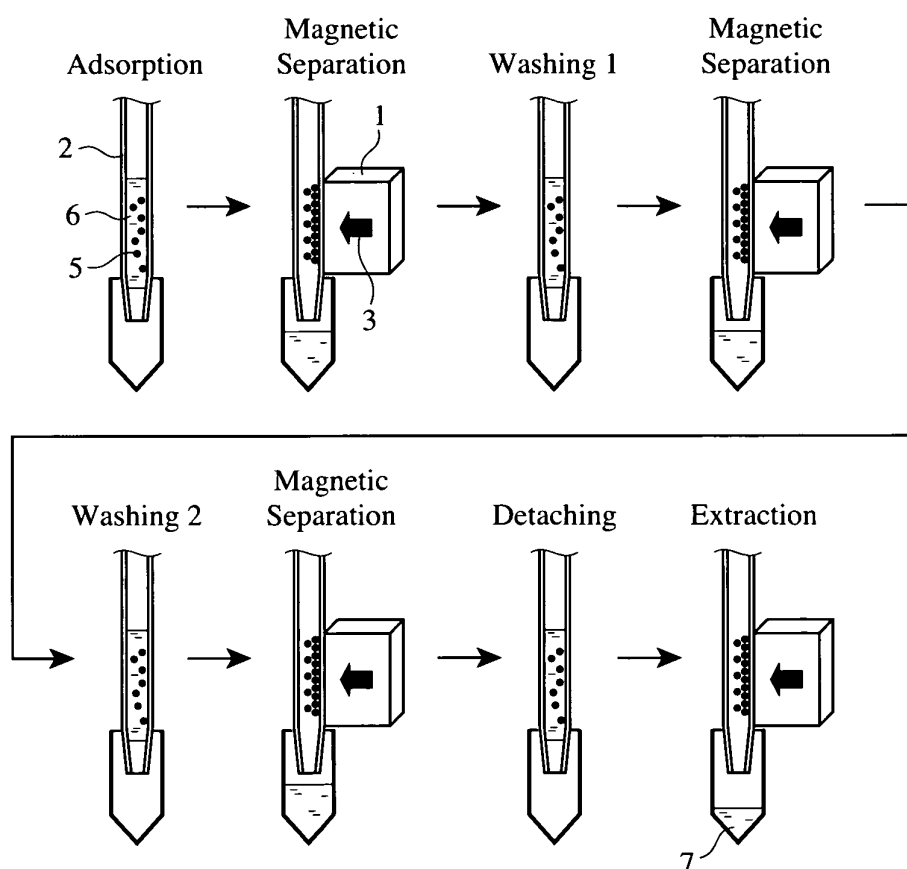 Adsorption
Magnetic
Separation
Washing 1
Magnetic
Separation
2
1
6
5
3
Washing 2
Magnetic
Separation
Detaching
Extraction
7